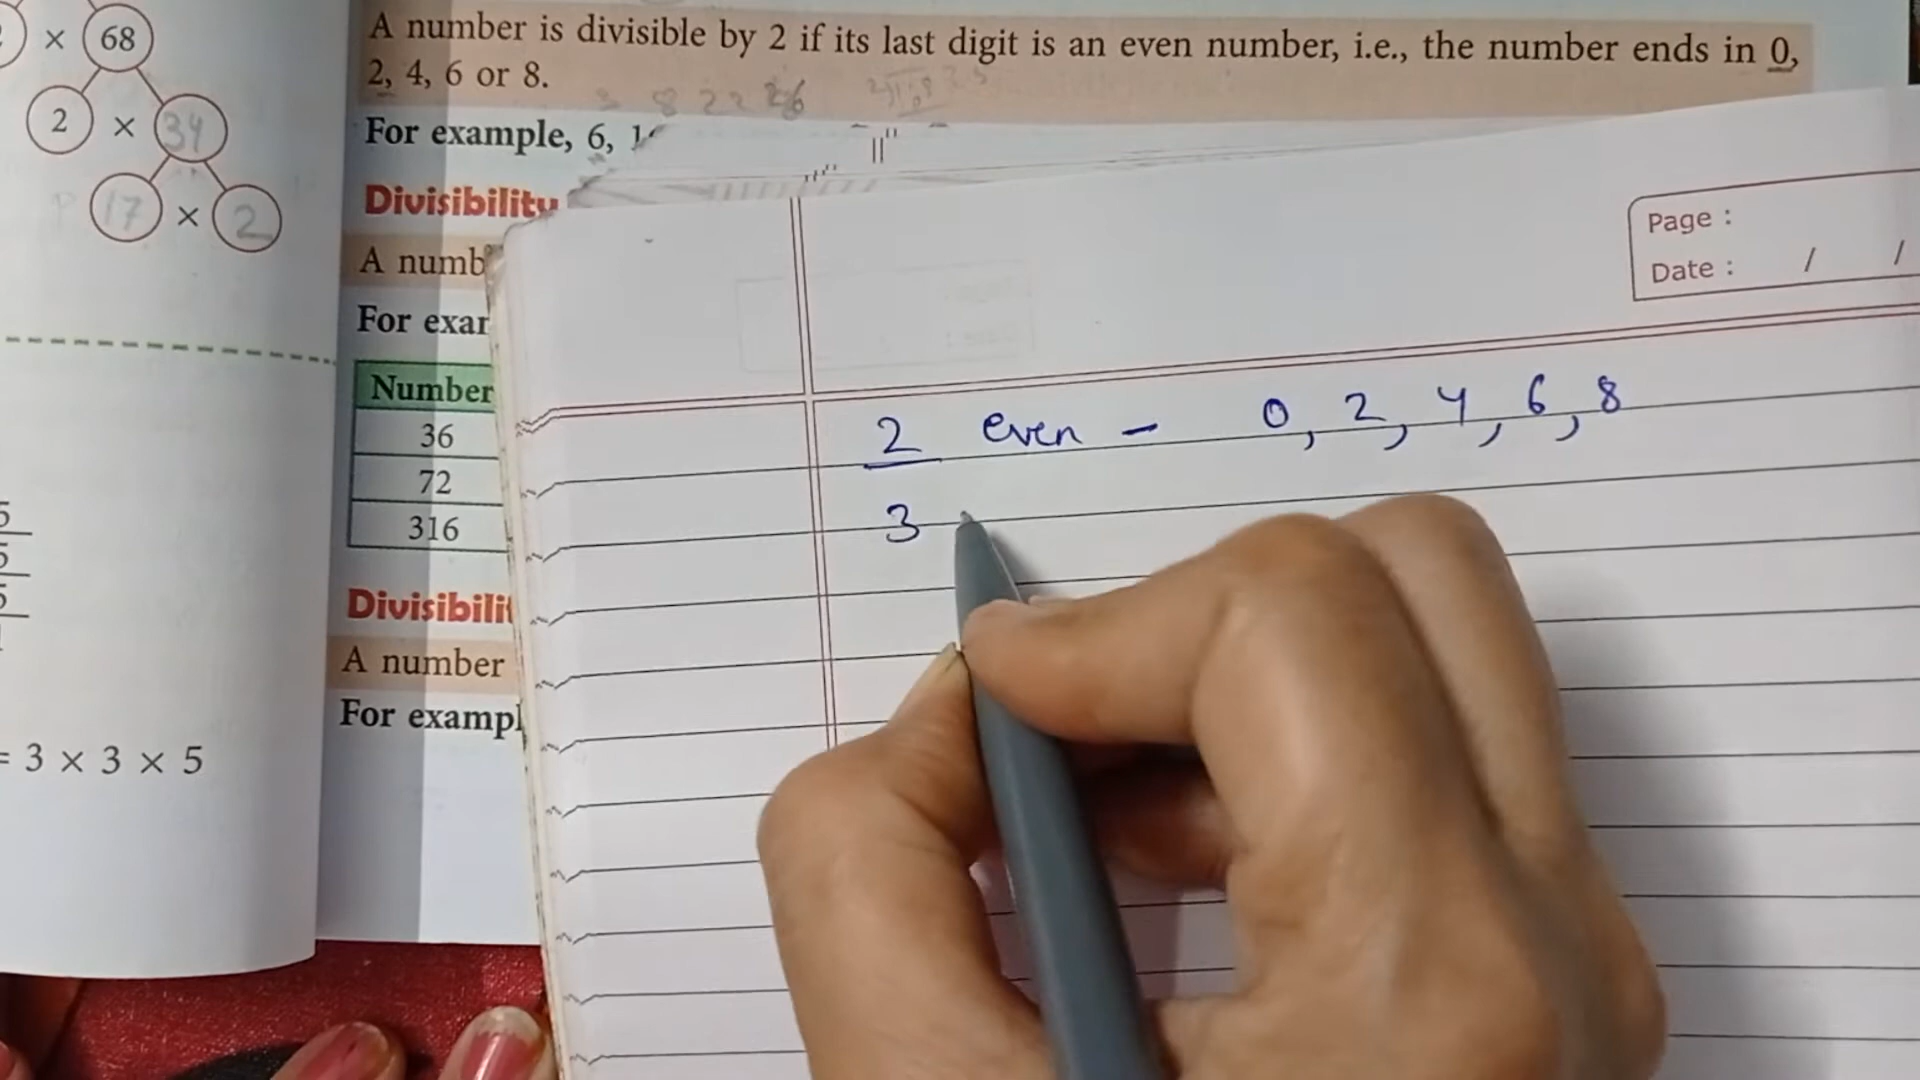 × 68
2 × 34
17 × 2
= 3 × 3 × 5
A number is divisible by 2 if its last digit is an even number, i.e., the number ends in 0,
2, 4, 6 or 8.
For example, 6,
Divisibility
A numb
For exa
Number
36
72
316
Divisibili
A number
For exampl
Page :
Date : / /
2 even - 0, 2, 4, 6, 8
3